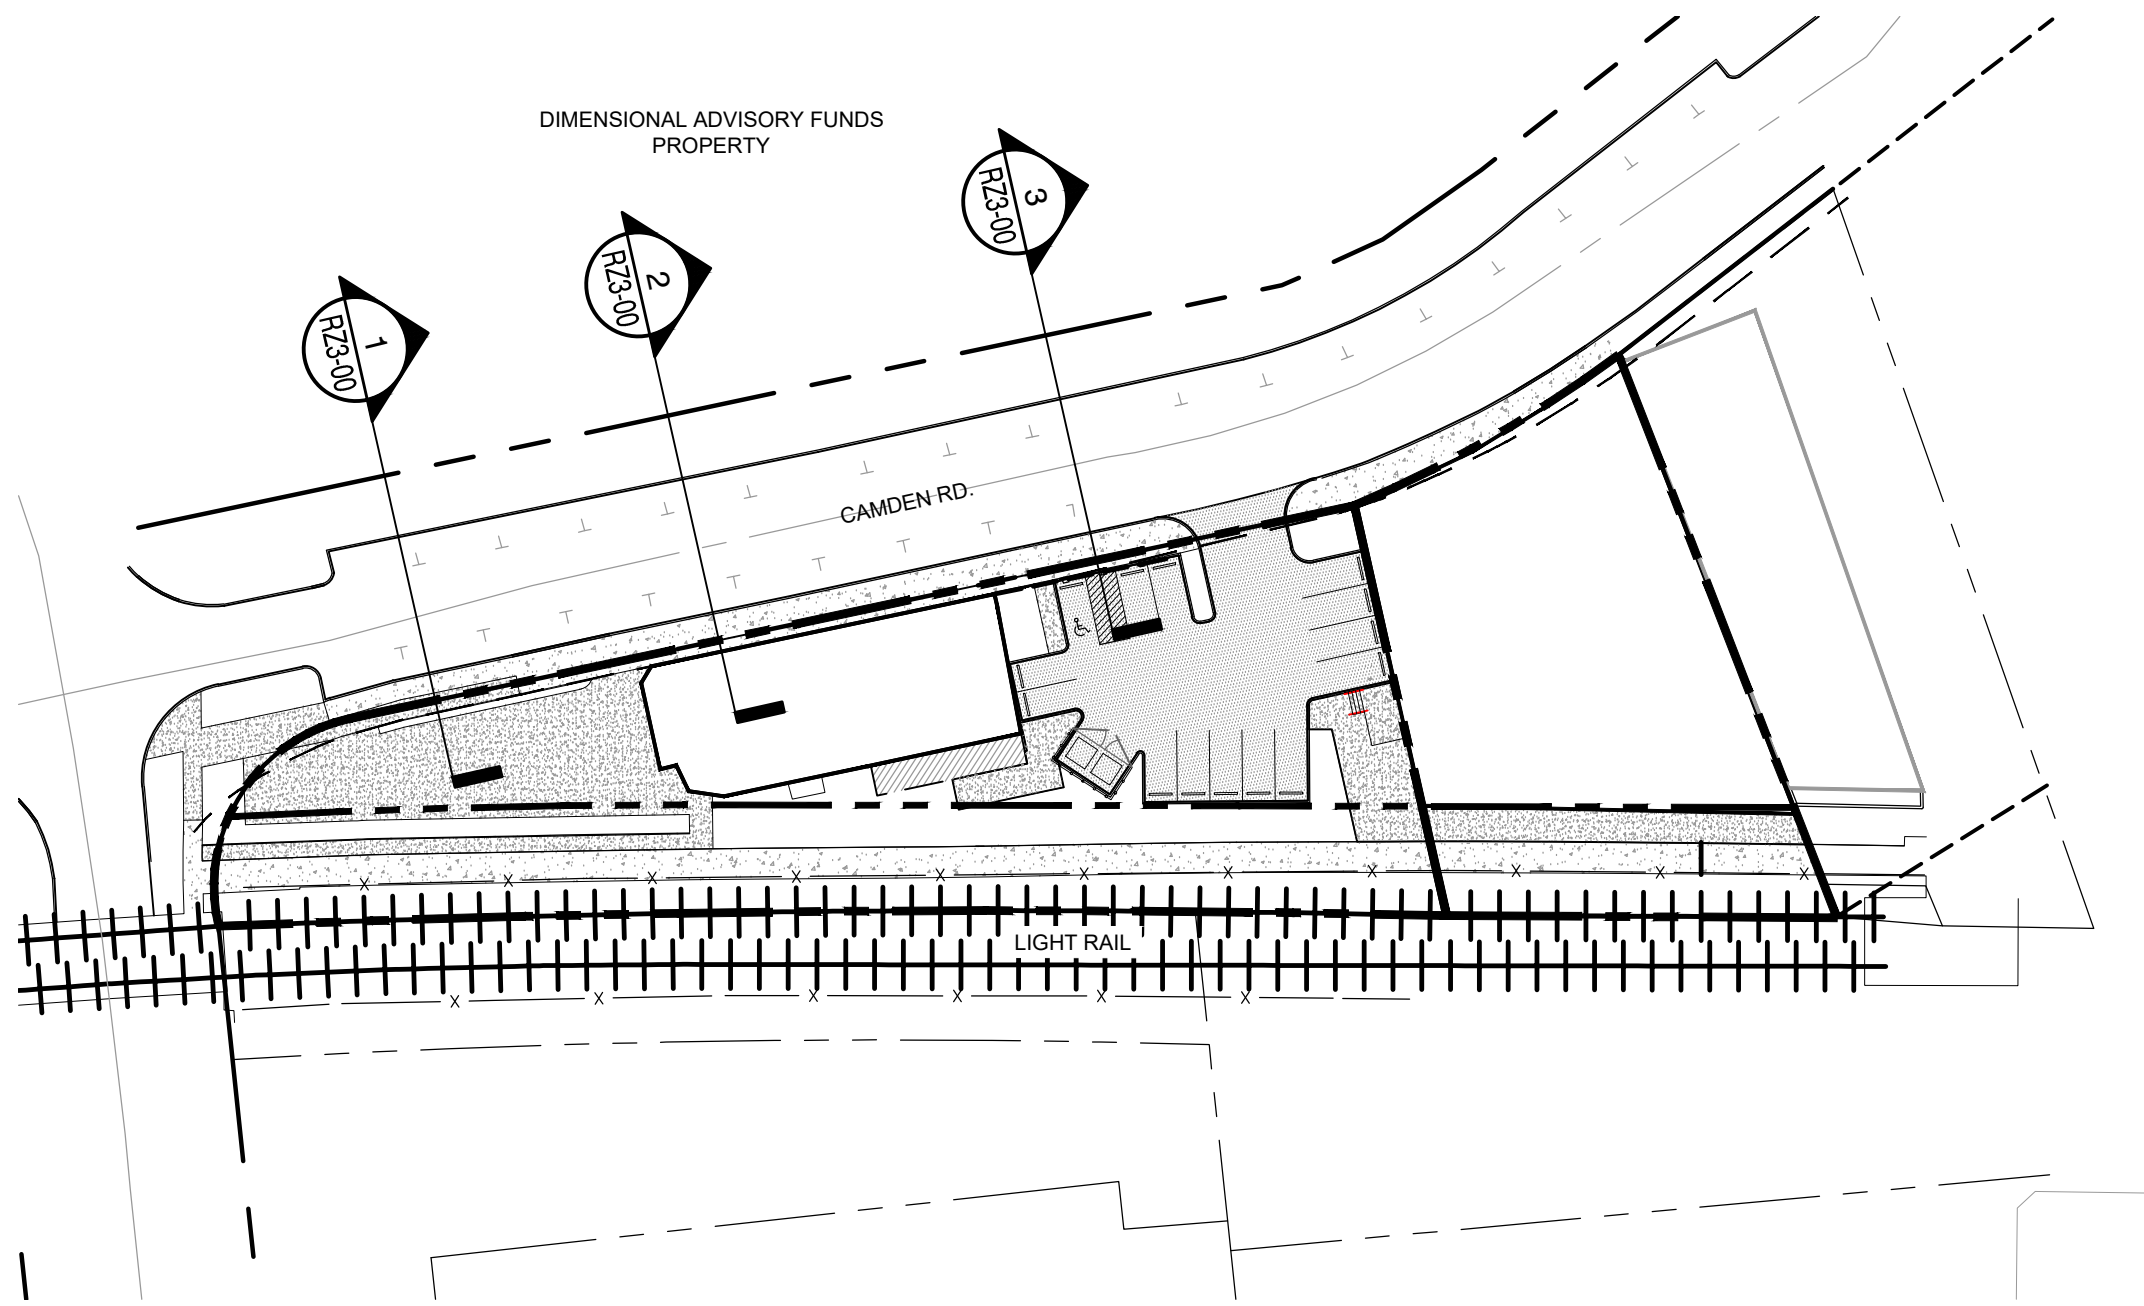 DIMENSIONAL ADVISORY FUNDS
PROPERTY
3
RZ3-00
2
RZ3-00
1
RZ3-00
CAMDEN RD.
LIGHT RAIL